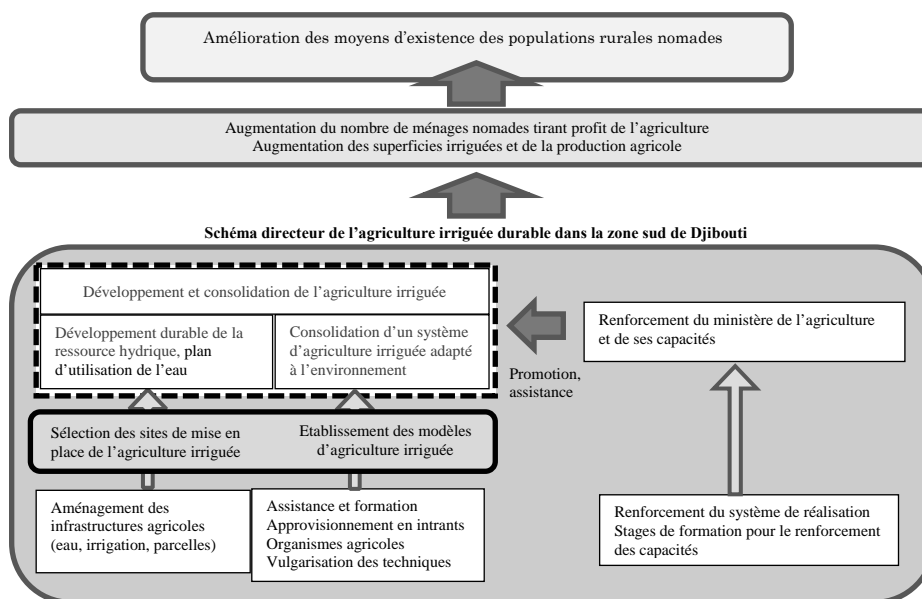 Amélioration des moyens d'existence des populations rurales nomades
Augmentation du nombre de ménages nomades tirant profit de l'agriculture
Augmentation des superficies irriguées et de la production agricole
Schéma directeur de l'agriculture irriguée durable dans la zone sud de Djibouti
Développement et consolidation de l'agriculture irriguée
Développement durable de la
ressource hydrique, plan
d'utilisation de l'eau
Consolidation d'un système
d'agriculture irriguée adapté
à l'environnement
Promotion,
assistance
Renforcement du ministère de l'agriculture
et de ses capacités
Sélection des sites de mise en
place de l'agriculture irriguée
Etablissement des modèles
d'agriculture irriguée
Aménagement des
infrastructures agricoles
(eau, irrigation, parcelles)
Assistance et formation
Approvisionnement en intrants
Organismes agricoles
Vulgarisation des techniques
Renforcement du système de réalisation
Stages de formation pour le renforcement
des capacités